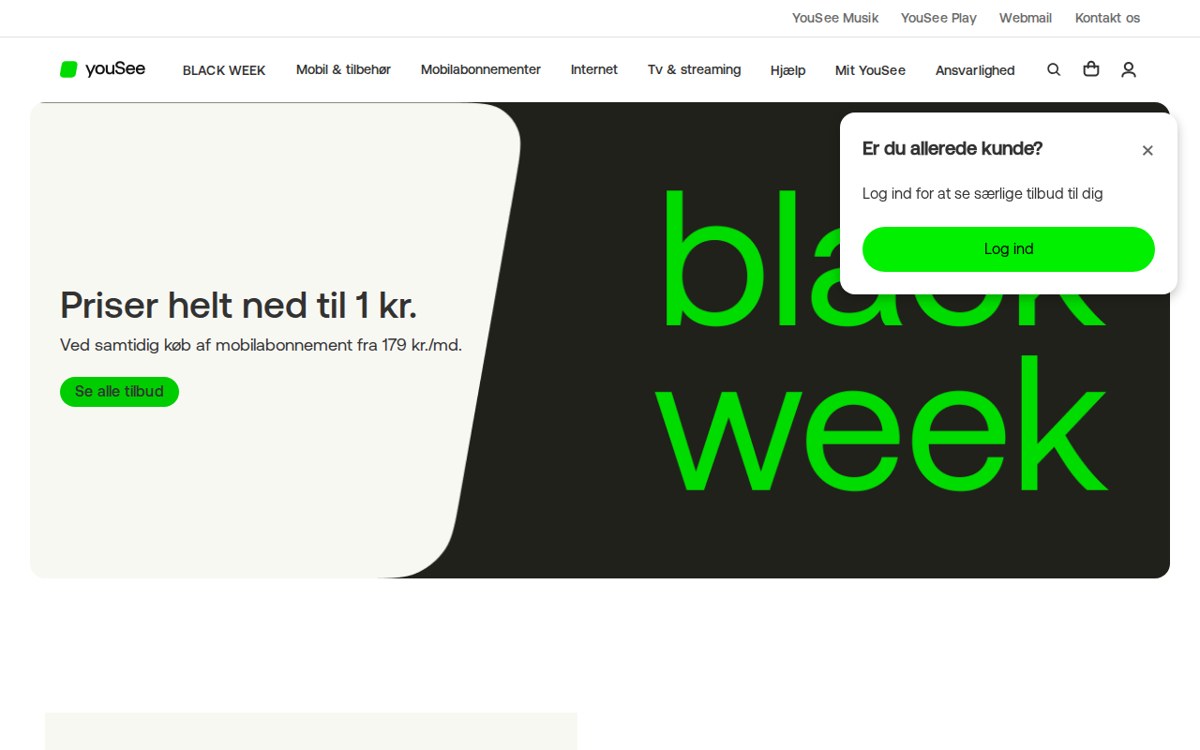 YouSee Musik YouSee Play Webmail Kontakt os
youSee BLACK WEEK Mobil & tilbehør Mobilabonnementer Internet Tv & streaming Hjælp Mit YouSee Ansvarlighed
Er du allerede kunde?
Log ind for at se særlige tilbud til dig
Log ind
Priser helt ned til 1 kr.
Ved samtidig køb af mobilabonnement fra 179 kr./md.
Se alle tilbud
black
week